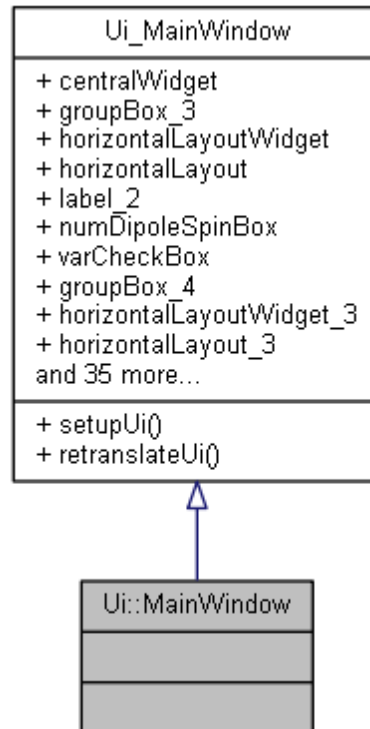 Ui_MainWindow
+ centralWidget
+ groupBox_3
+ horizontalLayoutWidget
+ horizontalLayout
+ label_2
+ numDipoleSpinBox
+ varCheckBox
+ groupBox_4
+ horizontalLayoutWidget_3
+ horizontalLayout_3
and 35 more...
+ setupUi()
+ retranslateUi()
Ui::MainWindow